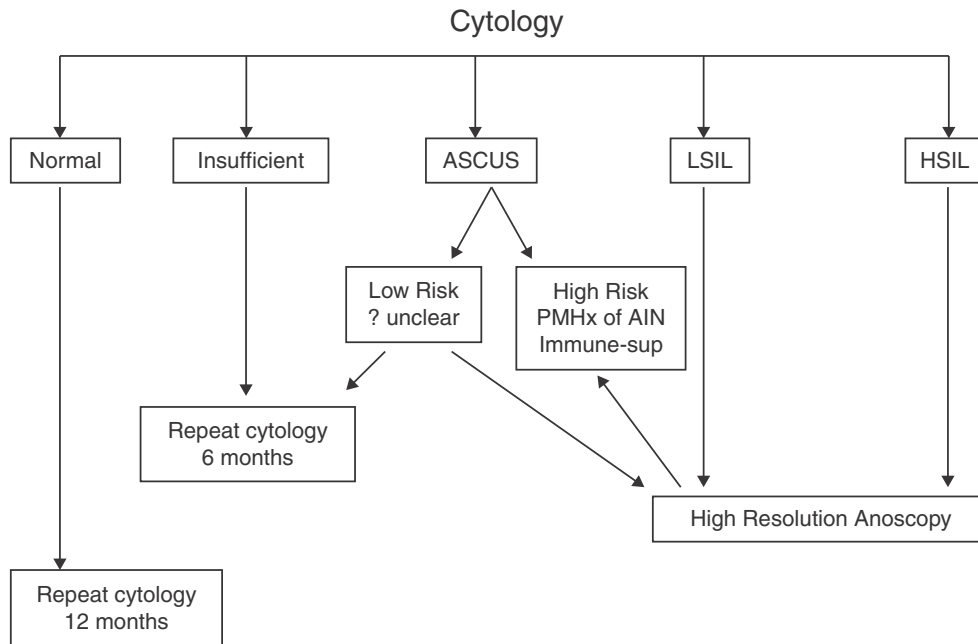 Cytology
Normal
Insufficient
ASCUS
LSIL
HSIL
Low Risk
? unclear
High Risk
PMHx of AIN
Immune-sup
Repeat cytology
6 months
High Resolution Anoscopy
Repeat cytology
12 months